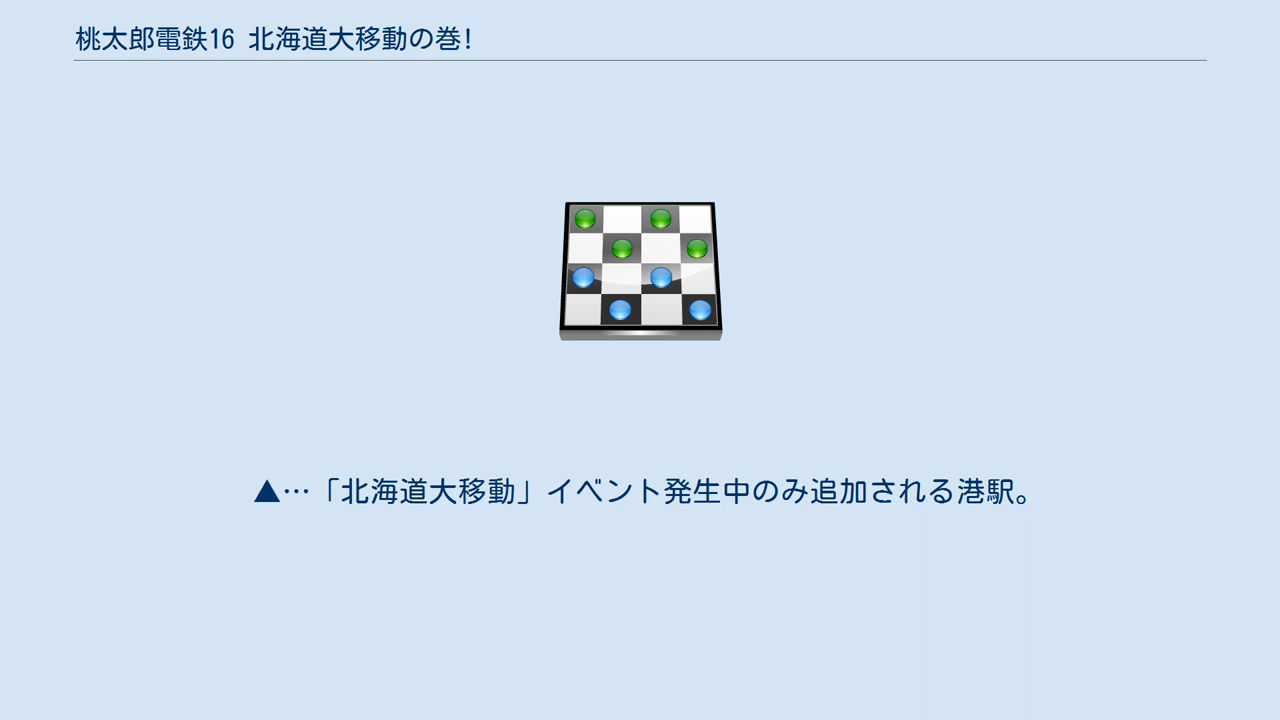 桃太郎電鉄16 北海道大移動の巻!
▲…「北海道大移動」イベント発生中のみ追加される港駅。